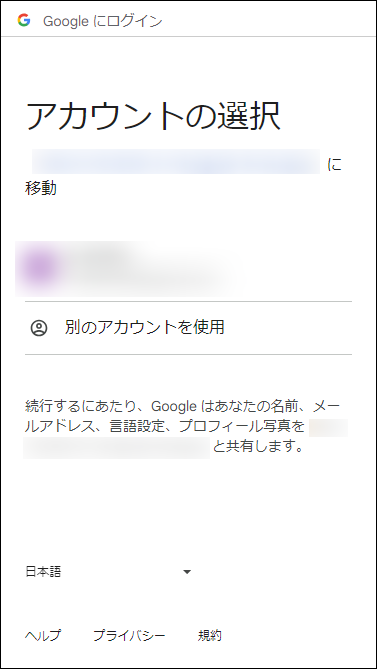 Google にログイン
アカウントの選択
に
移動
別のアカウントを使用
続行するにあたり、Google はあなたの名前、メー
ルアドレス、言語設定、プロフィール写真を
と共有します。
日本語
ヘルプ プライバシー 規約